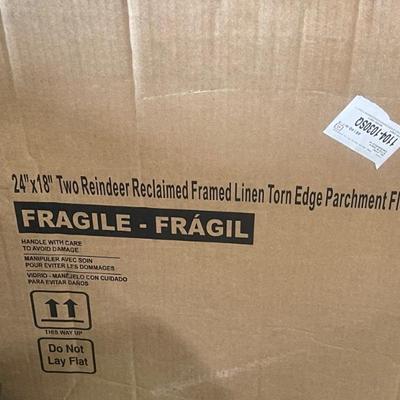 1104-1030SQ
24"x18" Two Reindeer Reclaimed Framed Linen Torn Edge Parchment Fl
FRAGILE - FRÁGIL
HANDLE WITH CARE
TO AVOID DAMAGE
MANIPULER AVEC SOIN
POUR EVITER LES DOMMAGES
VIDRIO - MANÉJELO CON CUIDADO
PARA EVITAR DAÑOS
THIS WAY UP
Do Not
Lay Flat